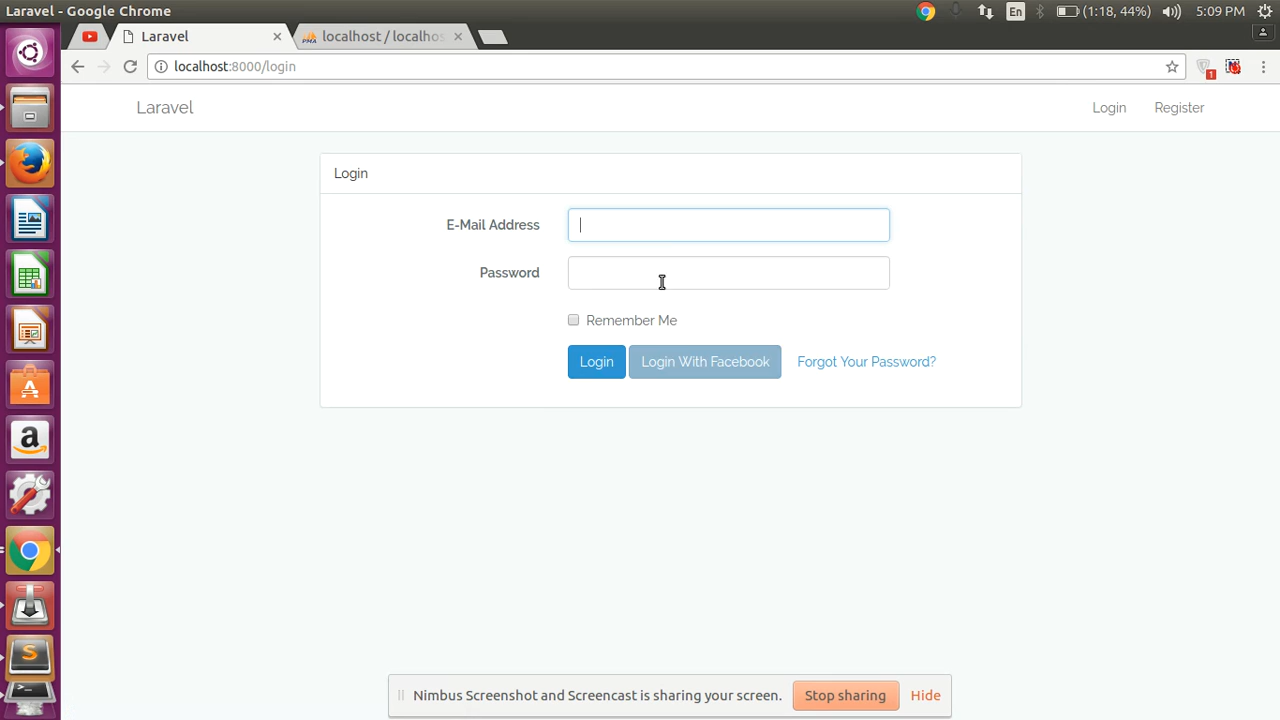 Laravel - Google Chrome
En
(1:18, 44%)
5:09 PM
Laravel
localhost / localhos
localhost:8000/login
1
Laravel
Login
Register
Login
E-Mail Address
Password
Remember Me
Login
Login With Facebook
Forgot Your Password?
Nimbus Screenshot and Screencast is sharing your screen.
Stop sharing
Hide